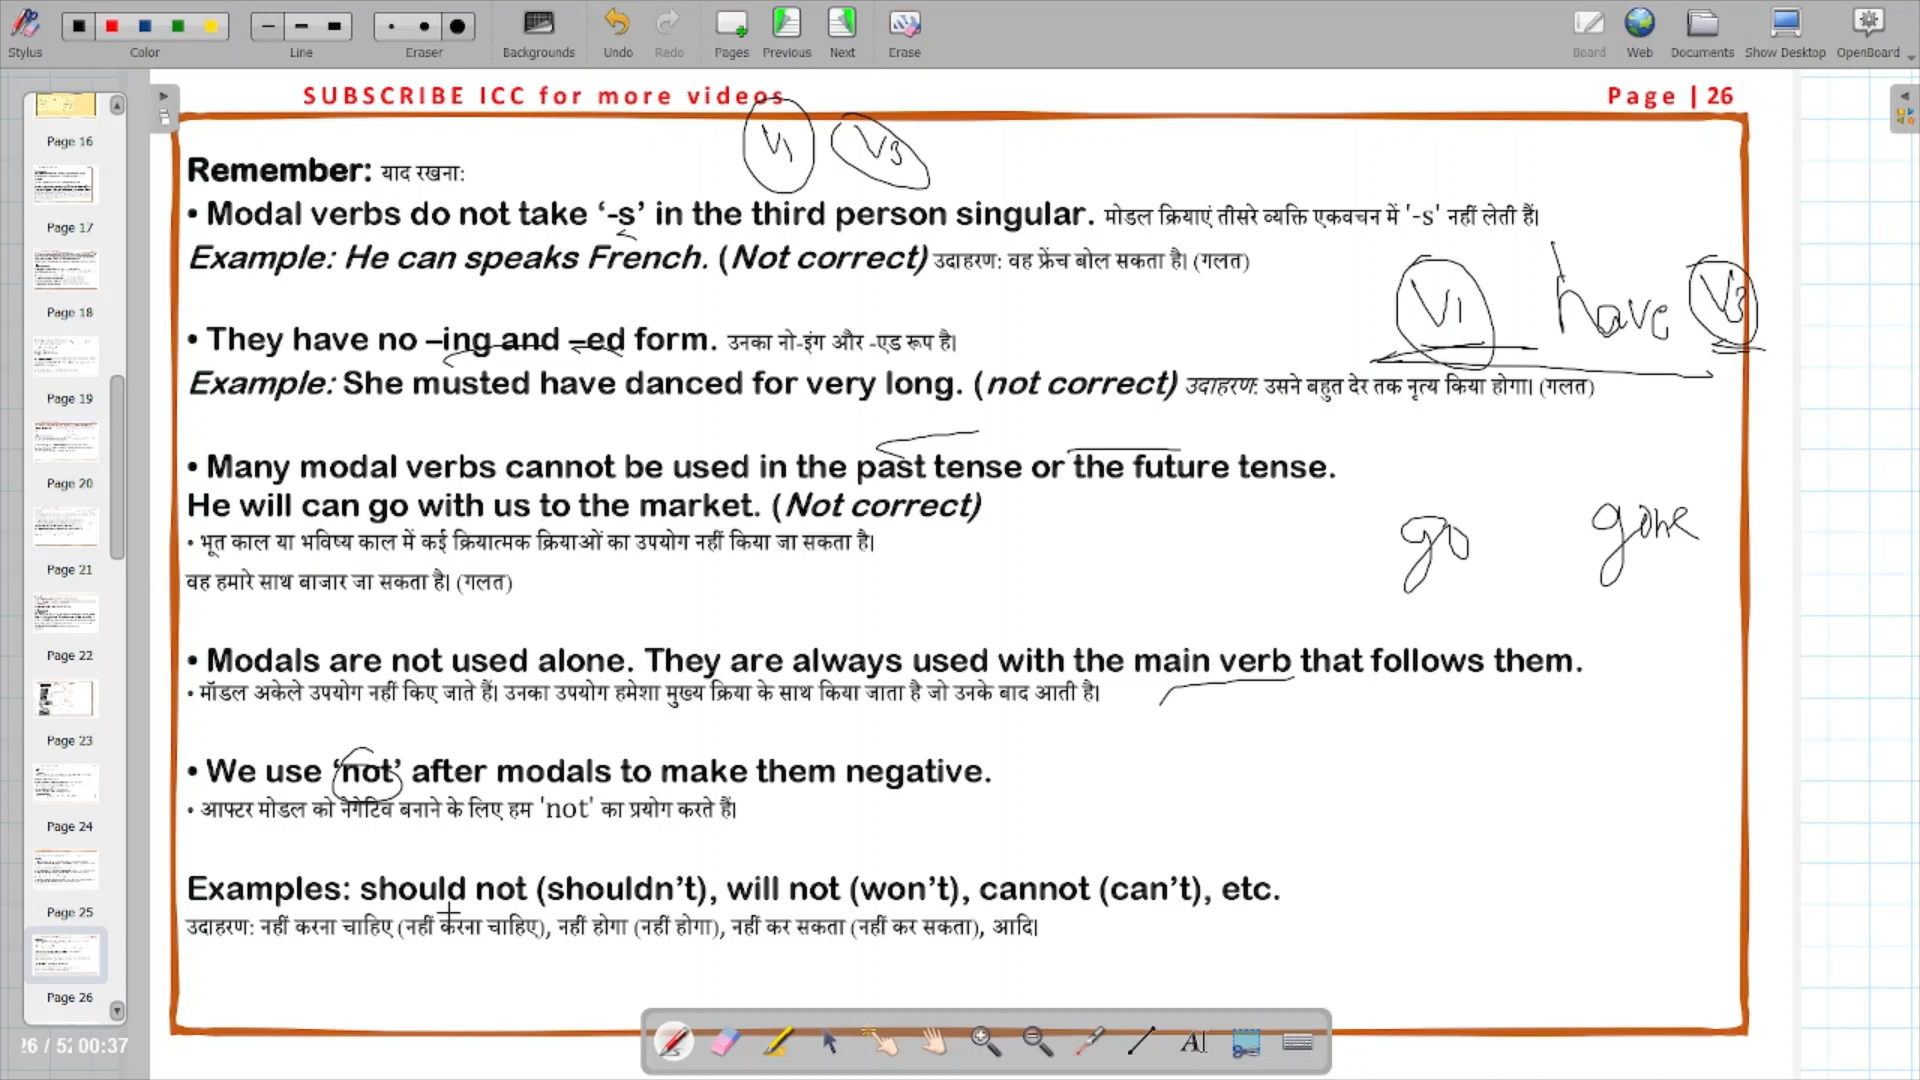 Stylus Color Line Eraser Backgrounds Undo Redo Pages Previous Next Erase Board Web Documents Show Desktop OpenBoard
SUBSCRIBE ICC for more videos
Page | 26
V1 V3
Remember: याद रखना:
• Modal verbs do not take ‘-s’ in the third person singular. मोडल क्रियाएं तीसरे व्यक्ति एकवचन में '-s' नहीं लेती हैं।
Example: He can speaks French. (Not correct) उदाहरण: वह फ्रेंच बोल सकता है। (गलत)
V1 have V3
• They have no –ing and –ed form. उनका नो-इंग और -एड रूप है।
Example: She musted have danced for very long. (not correct) उदाहरण: उसने बहुत देर तक नृत्य किया होगा। (गलत)
• Many modal verbs cannot be used in the past tense or the future tense.
He will can go with us to the market. (Not correct)
go gone
• भूत काल या भविष्य काल में कई क्रियात्मक क्रियाओं का उपयोग नहीं किया जा सकता है।
वह हमारे साथ बाजार जा सकता है। (गलत)
• Modals are not used alone. They are always used with the main verb that follows them.
• मॉडल अकेले उपयोग नहीं किए जाते हैं। उनका उपयोग हमेशा मुख्य क्रिया के साथ किया जाता है जो उनके बाद आती है।
• We use ‘not’ after modals to make them negative.
• आफ्टर मोडल को नेगेटिव बनाने के लिए हम 'not' का प्रयोग करते हैं।
Examples: should not (shouldn’t), will not (won’t), cannot (can’t), etc.
उदाहरण: नहीं करना चाहिए (नहीं करना चाहिए), नहीं होगा (नहीं होगा), नहीं कर सकता (नहीं कर सकता), आदि।
Page 16
Page 17
Page 18
Page 19
Page 20
Page 21
Page 22
Page 23
Page 24
Page 25
Page 26
00:37